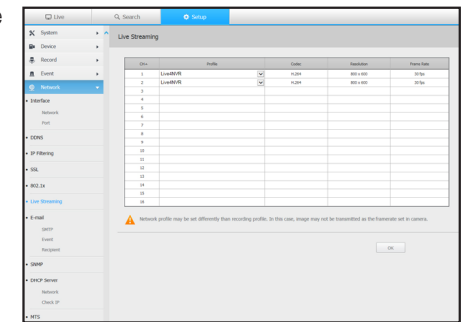 e
Live
Search
Setup
System
Device
Record
Event
Network
Interface
Network
Port
DDNS
IP Filtering
SSL
802.1x
Live Streaming
E-mail
SMTP
Event
Recipient
SNMP
DHCP Server
Network
Check IP
MTS
Live Streaming
CH Profile Codec Resolution Frame Rate
1 Live4NVR H.264 800 x 600 30 fps
2 Live4NVR H.264 800 x 600 30 fps
3
4
5
6
7
8
9
10
11
12
13
14
15
16
Network profile may be set differently than recording profile. In this case, image may not be transmitted as the framerate set in camera.
OK